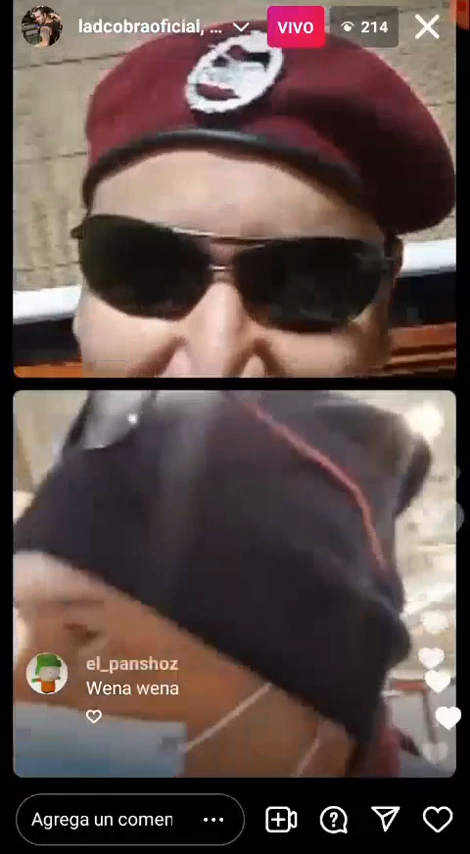 ladcobraoficial, ...
VIVO
214
el_panshoz
Wena wena
Agrega un comen